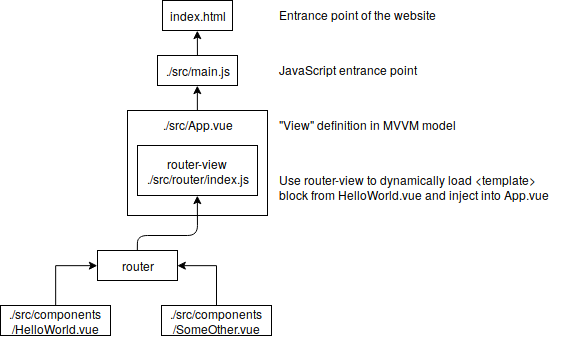 index.html
Entrance point of the website
./src/main.js
JavaScript entrance point
./src/App.vue
"View" definition in MVVM model
router-view
./src/router/index.js
Use router-view to dynamically load <template>
block from HelloWorld.vue and inject into App.vue
router
./src/components
/HelloWorld.vue
./src/components
/SomeOther.vue